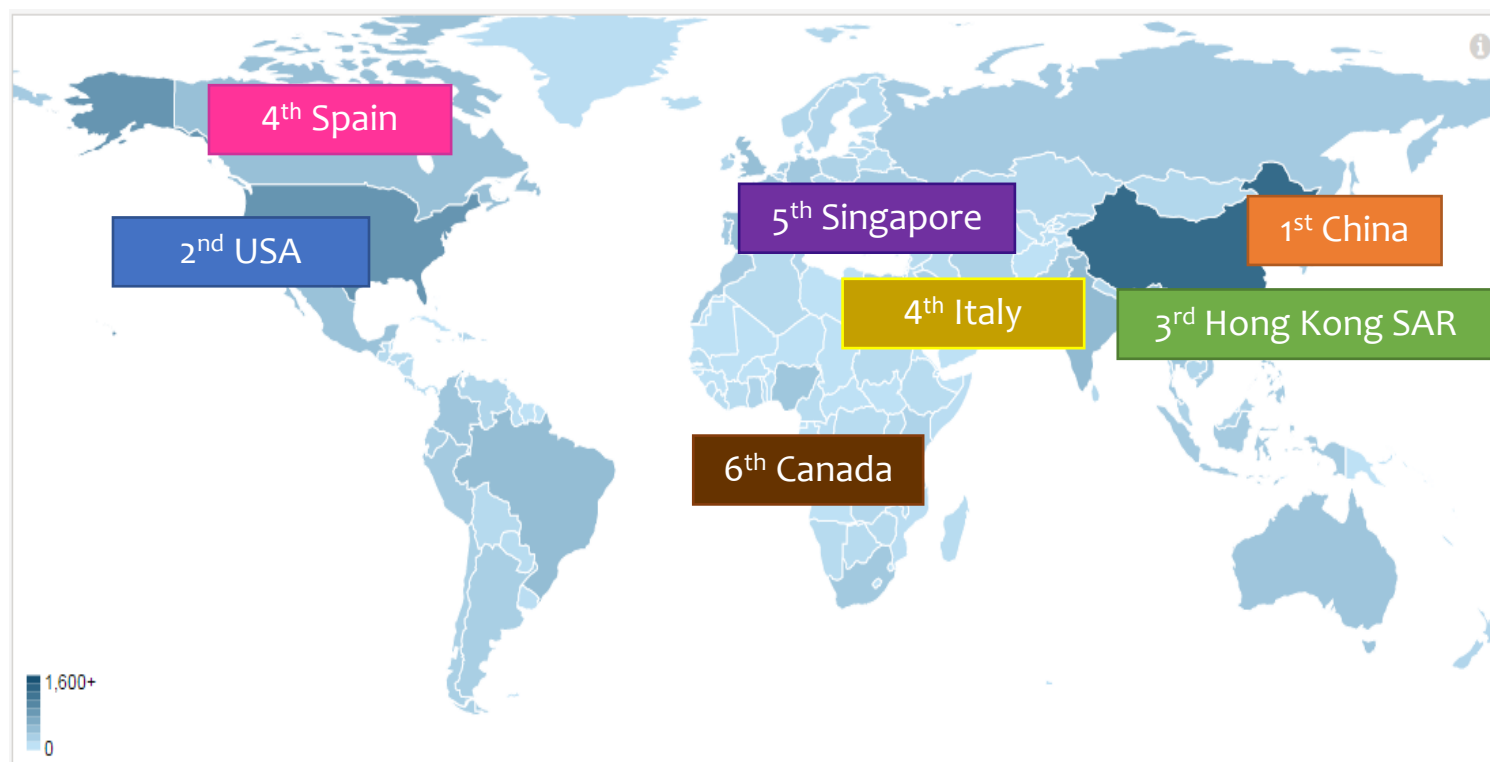 4th Spain
5th Singapore
1st China
2nd USA
4th Italy
3rd Hong Kong SAR
6th Canada
1,600+
0